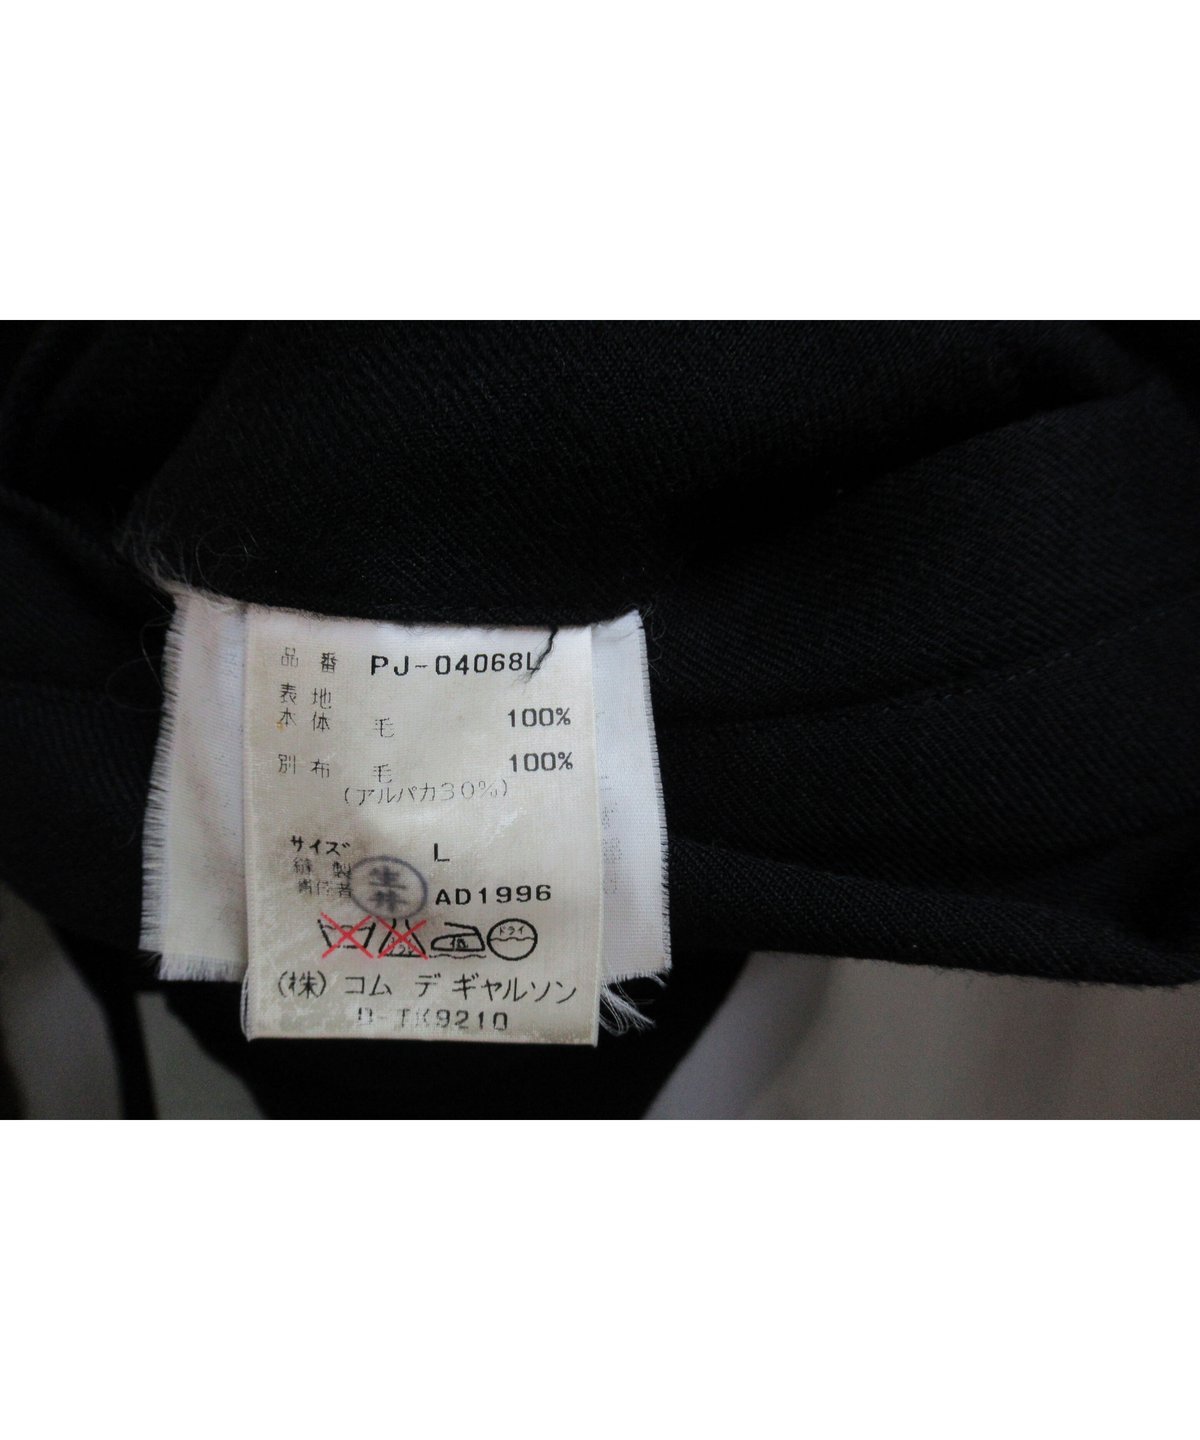 品番 PJ-04068L
表地
本体 毛 100%
別布 毛 100%
(アルパカ30%)
サイズ L
縫製
責任者 AD1996
ドライ
(株) コム デ ギャルソン
B-TK9210